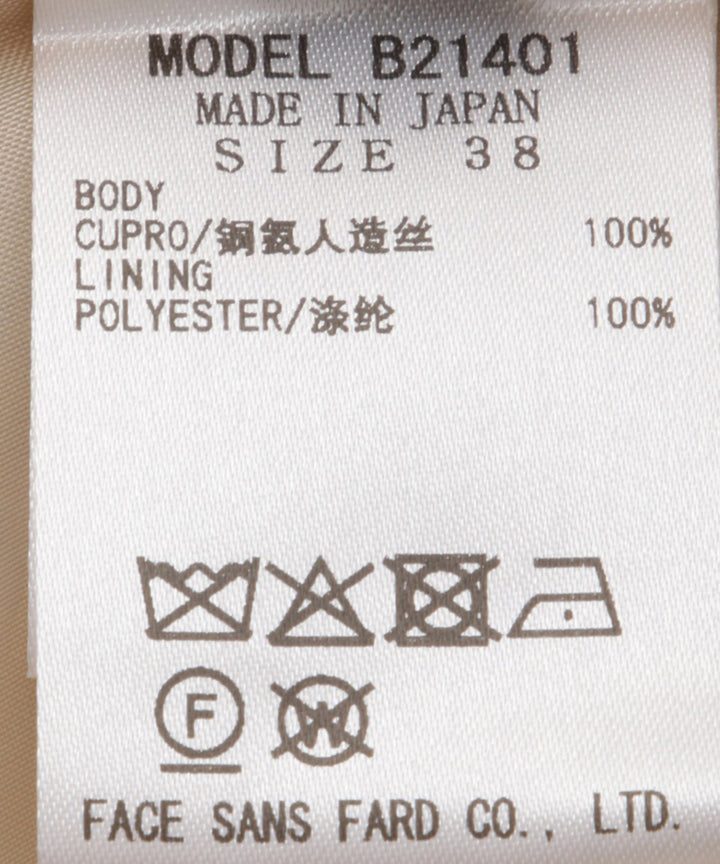 MODEL B21401
MADE IN JAPAN
SIZE 38
BODY
CUPRO/铜氨人造丝 100%
LINING
POLYESTER/涤纶 100%
F W
FACE SANS FARD CO., LTD.